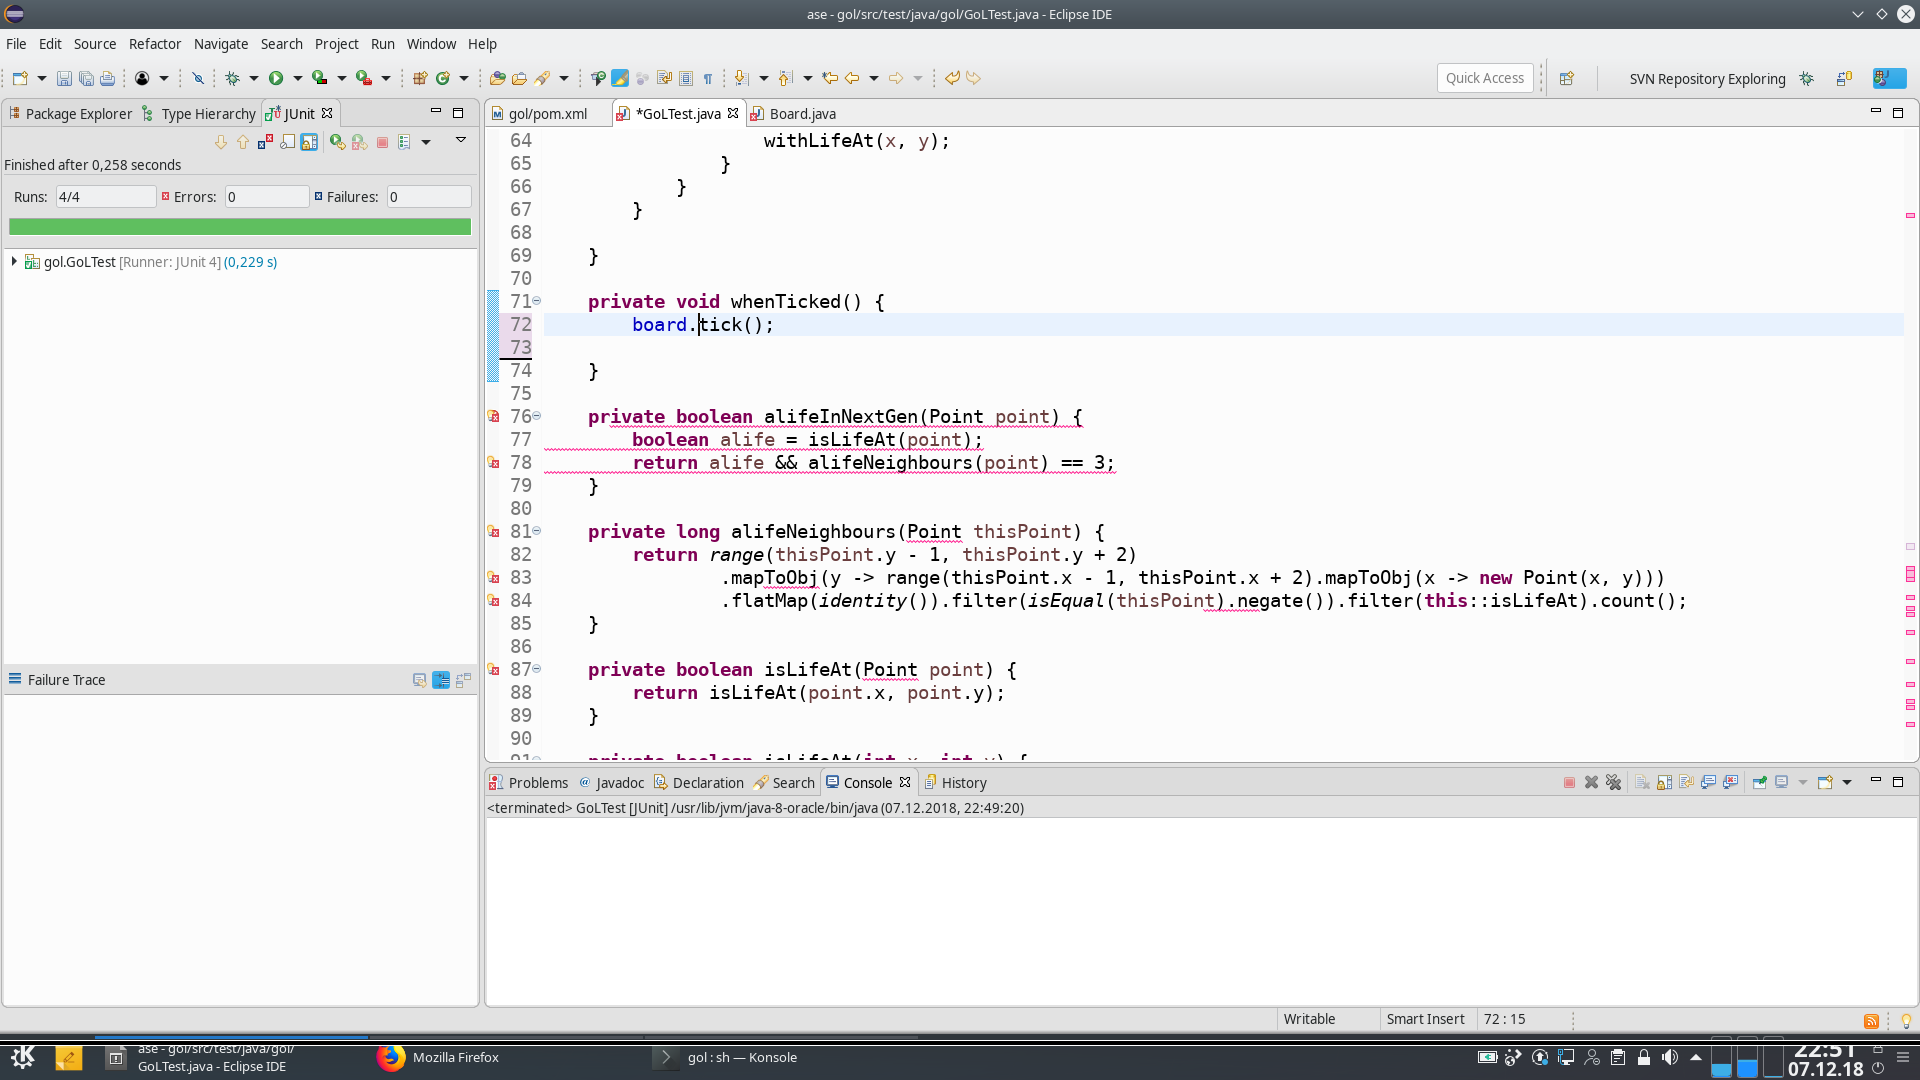 ase - gol/src/test/java/gol/GoLTest.java - Eclipse IDE
File Edit Source Refactor Navigate Search Project Run Window Help
Quick Access
SVN Repository Exploring
Package Explorer Type Hierarchy JUnit
Finished after 0,258 seconds
Runs: 4/4 Errors: 0 Failures: 0
gol.GoLTest [Runner: JUnit 4] (0,229 s)
Failure Trace
gol/pom.xml *GoLTest.java Board.java
64 withLifeAt(x, y);
65 }
66 }
67 }
68
69 }
70
71 private void whenTicked() {
72 board.tick();
73
74 }
75
76 private boolean alifeInNextGen(Point point) {
77 boolean alife = isLifeAt(point);
78 return alife && alifeNeighbours(point) == 3;
79 }
80
81 private long alifeNeighbours(Point thisPoint) {
82 return range(thisPoint.y - 1, thisPoint.y + 2)
83 .mapToObj(y -> range(thisPoint.x - 1, thisPoint.x + 2).mapToObj(x -> new Point(x, y)))
84 .flatMap(identity()).filter(isEqual(thisPoint).negate()).filter(this::isLifeAt).count();
85 }
86
87 private boolean isLifeAt(Point point) {
88 return isLifeAt(point.x, point.y);
89 }
90
91 private boolean isLifeAt(int x, int y) {
Problems Javadoc Declaration Search Console History
<terminated> GoLTest [JUnit] /usr/lib/jvm/java-8-oracle/bin/java (07.12.2018, 22:49:20)
Writable Smart Insert 72 : 15
ase - gol/src/test/java/gol/
GoLTest.java - Eclipse IDE
Mozilla Firefox
gol : sh — Konsole
22:51
07.12.18